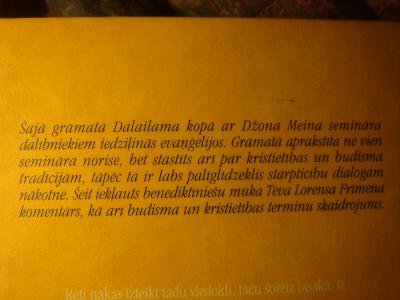 Šajā grāmatā Dalailama kopā ar Džona Meina semināra
dalībniekiem iedziļinās evaņģēlijos. Grāmatā aprakstīta ne vien
semināra norise, bet stāstīts arī par kristietības un budisma
tradīcijām, tāpēc tā ir labs palīglīdzeklis starpticību dialogam
nākotnē. Šeit iekļauts benediktīniešu mūka Tēva Lorensa Frīmena
komentārs, kā arī budisma un kristietības terminu skaidrojums.
Reti nākas izteikt tādu viedokli, taču šoreiz jāsaka: šī